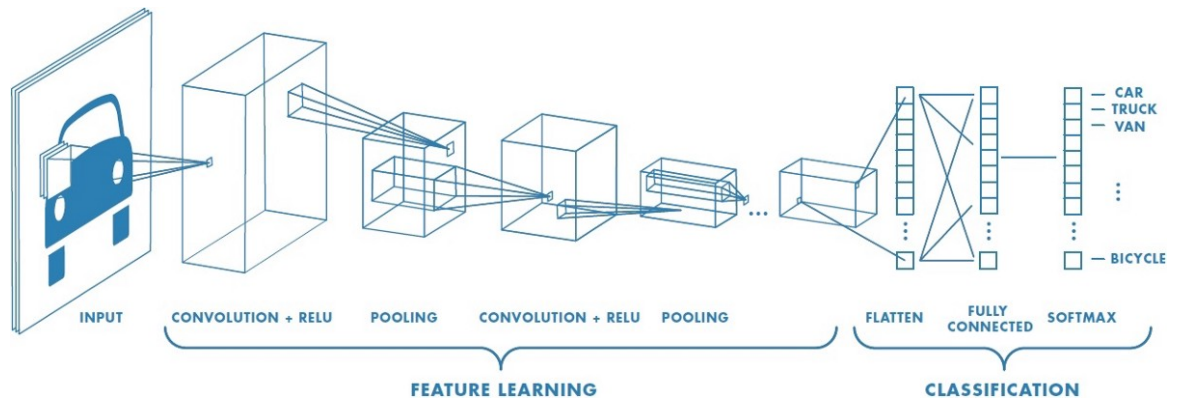 CAR
TRUCK
VAN
BICYCLE
INPUT
CONVOLUTION + RELU
POOLING
CONVOLUTION + RELU
POOLING
FLATTEN
FULLY
CONNECTED
SOFTMAX
FEATURE LEARNING
CLASSIFICATION